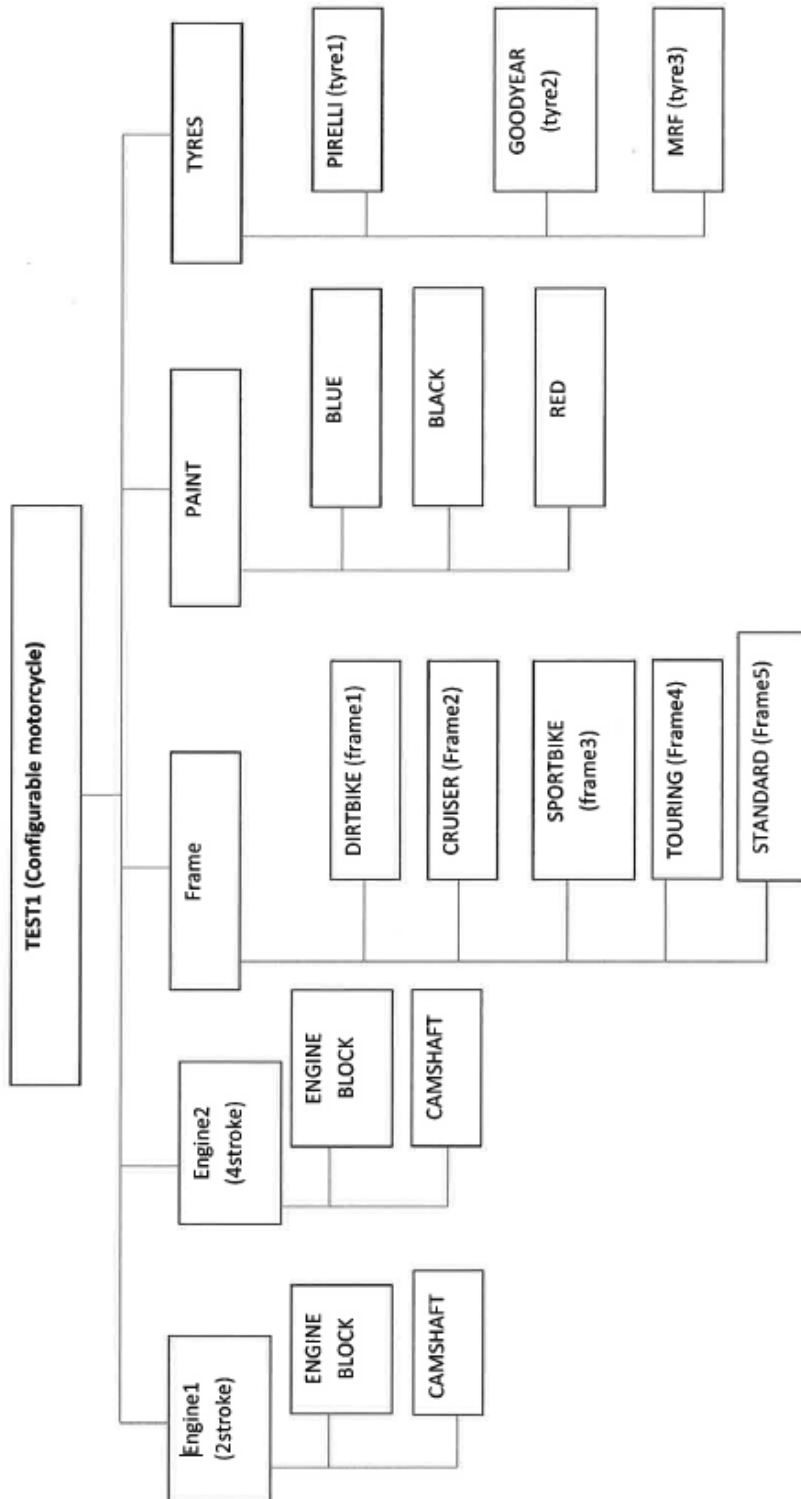 TEST1 (Configurable motorcycle)
Engine1
(2stroke)
ENGINE
BLOCK
CAMSHAFT
Engine2
(4stroke)
ENGINE
BLOCK
CAMSHAFT
Frame
DIRTBIKE (frame1)
CRUISER (Frame2)
SPORTBIKE
(frame3)
TOURING (Frame4)
STANDARD (Frame5)
PAINT
BLUE
BLACK
RED
TYRES
PIRELLI (tyre1)
GOODYEAR
(tyre2)
MRF (tyre3)